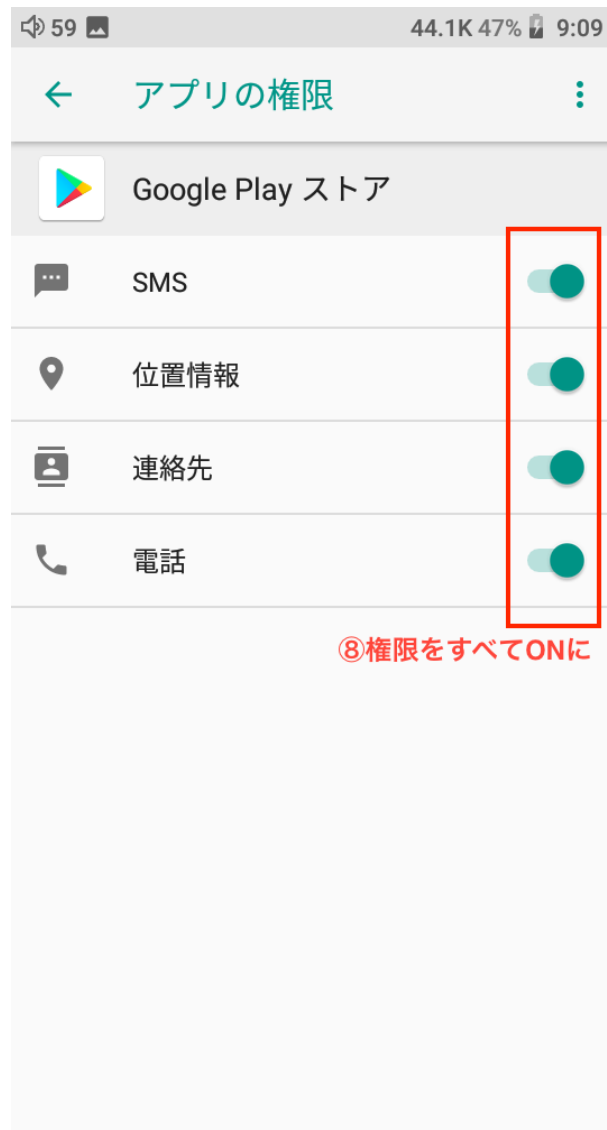 59 44.1K 47% 9:09
アプリの権限
Google Play ストア
SMS
位置情報
連絡先
電話
⑧権限をすべてONに